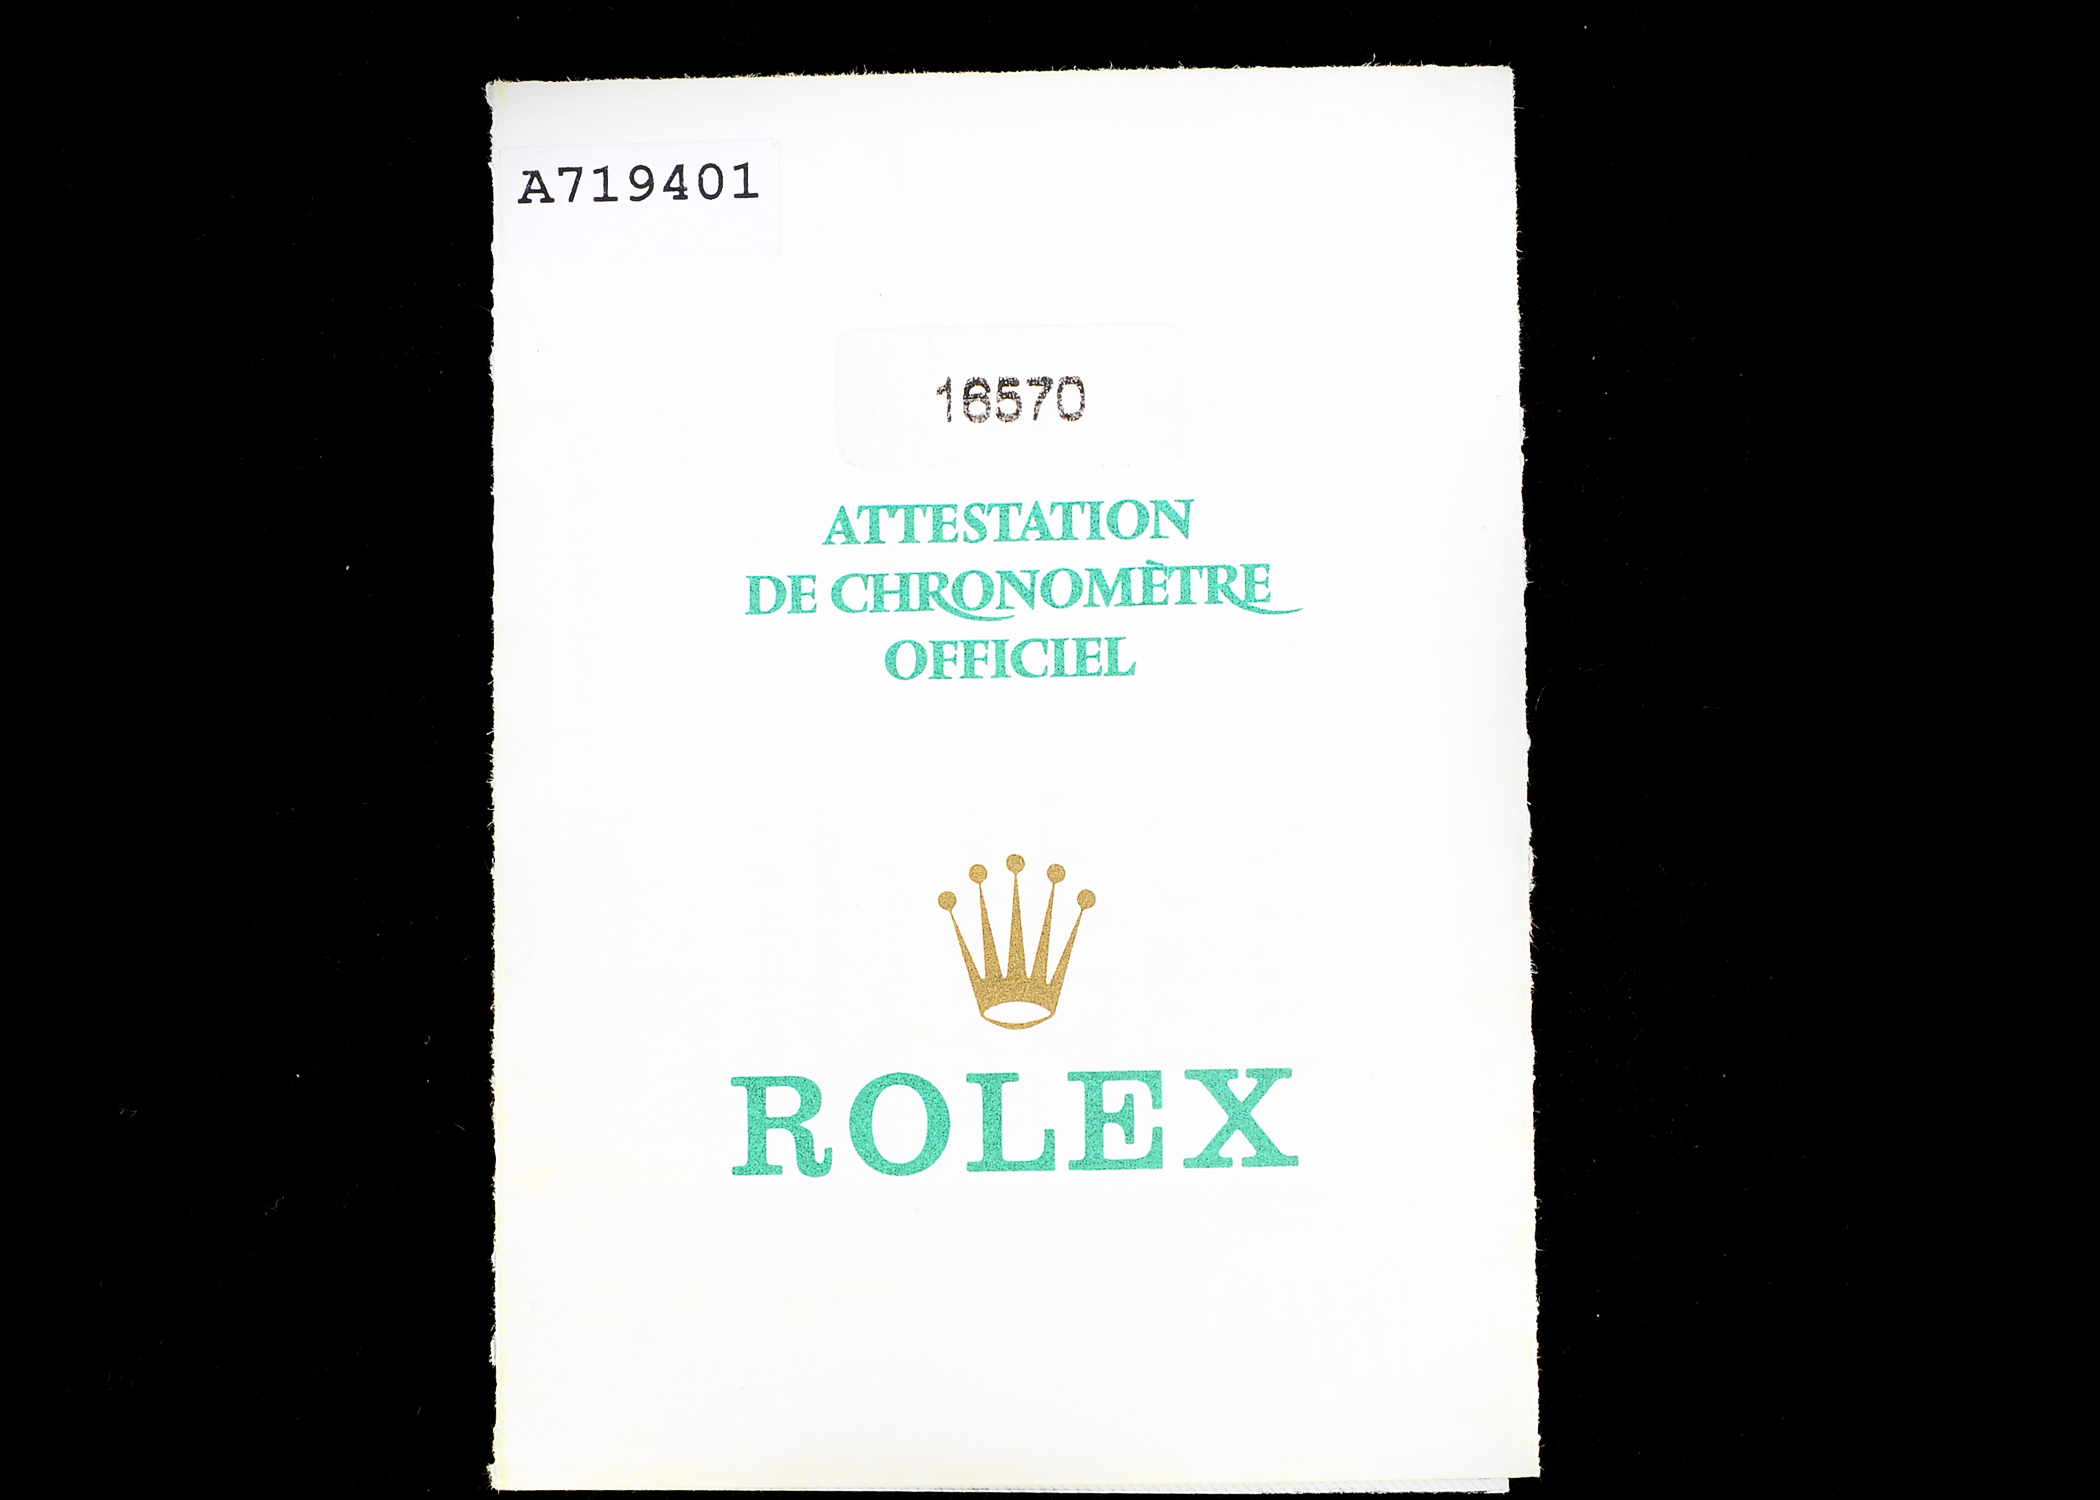 A719401
16570
ATTESTATION
DE CHRONOMÈTRE
OFFICIEL
ROLEX